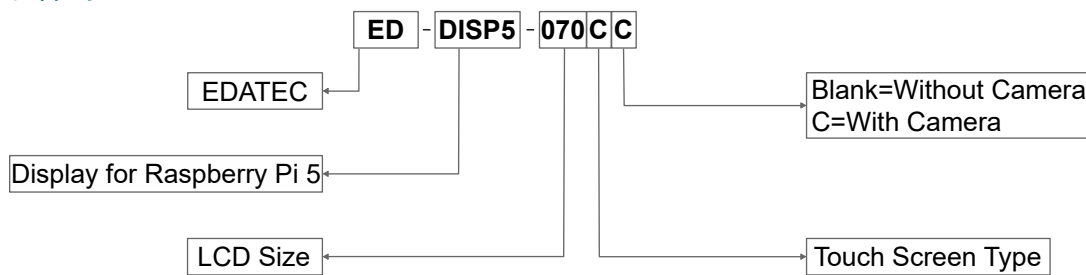 ED - DISP5 - 070 C C
EDATEC
Blank=Without Camera
C=With Camera
Display for Raspberry Pi 5
LCD Size
Touch Screen Type